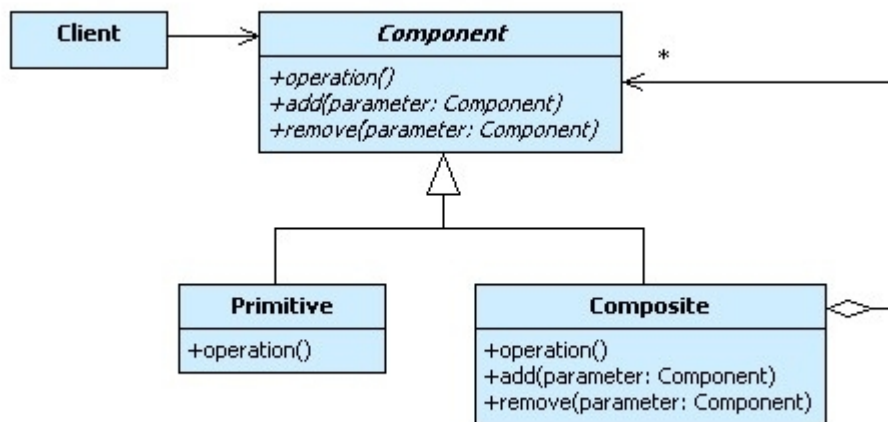 Client
Component
+operation()
+add(parameter: Component)
+remove(parameter: Component)
*
Primitive
+operation()
Composite
+operation()
+add(parameter: Component)
+remove(parameter: Component)